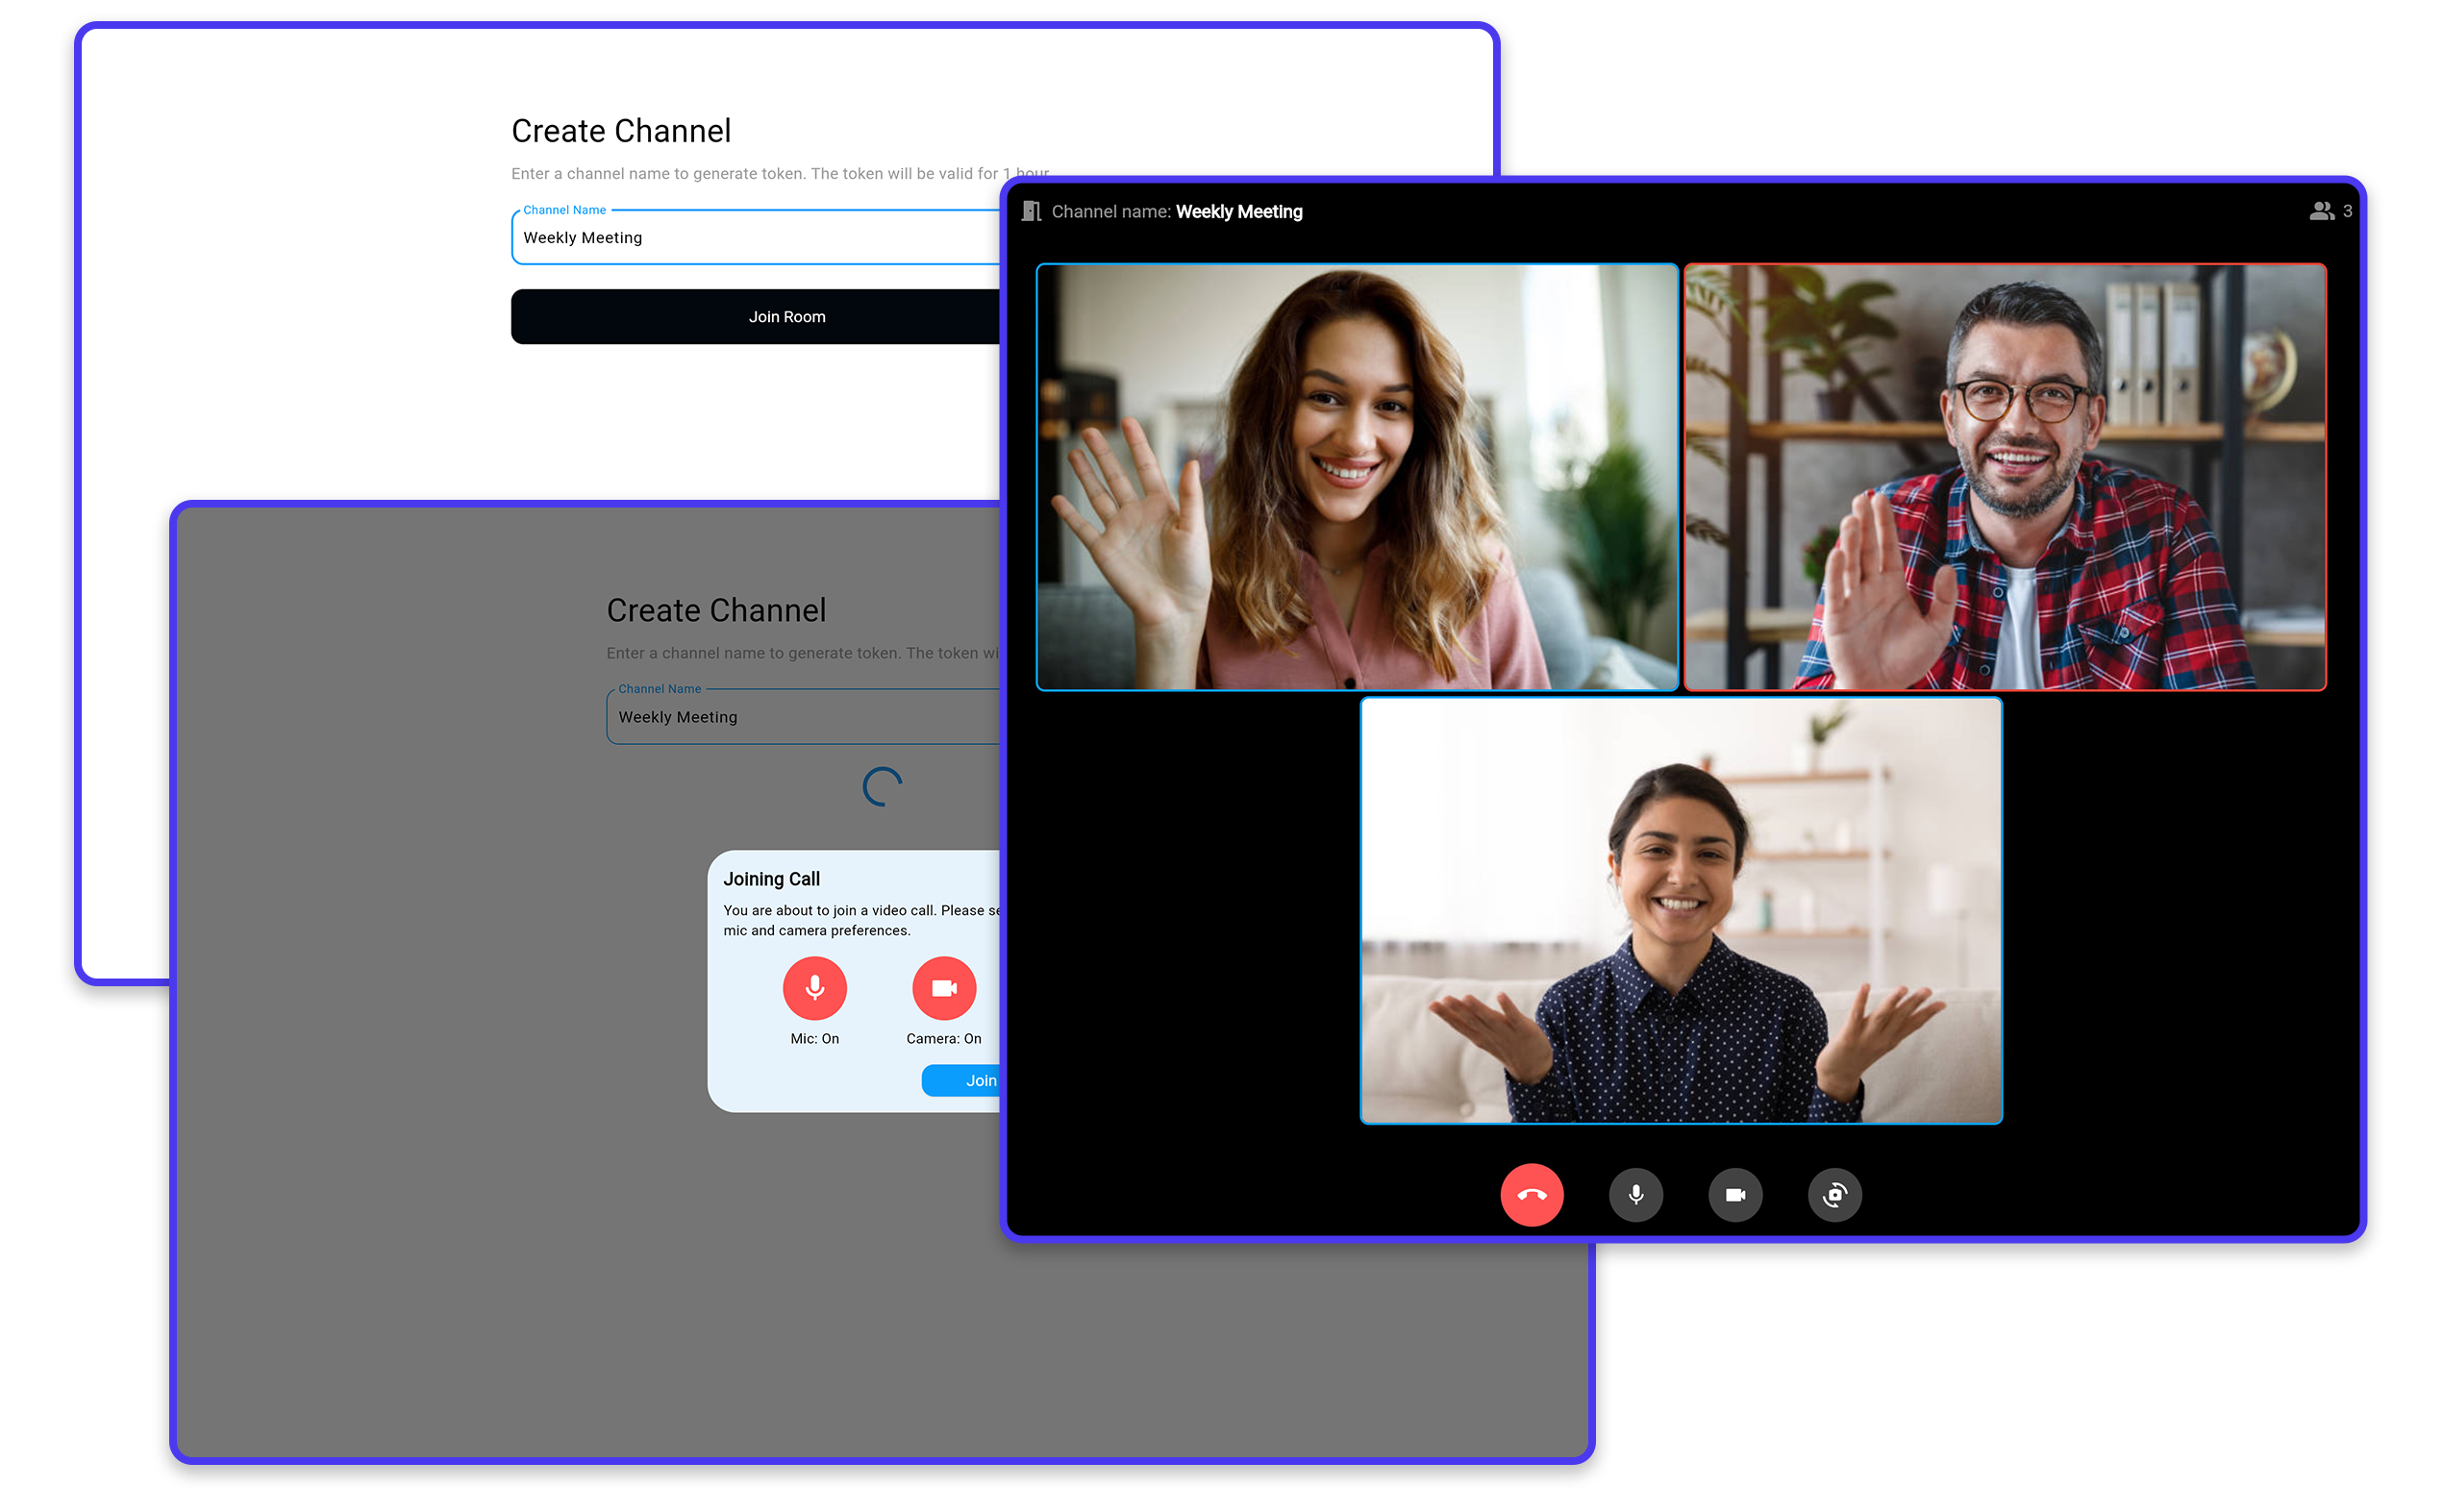 Create Channel
Enter a channel name to generate token. The token will be valid for 1 hour
Channel Name
Weekly Meeting
Join Room
Create Channel
Enter a channel name to generate token. The token
Channel Name
Weekly Meeting
Joining Call
You are about to join a video call. Please
mic and camera preferences.
Mic: On
Camera: On
Join
Channel name: Weekly Meeting
3